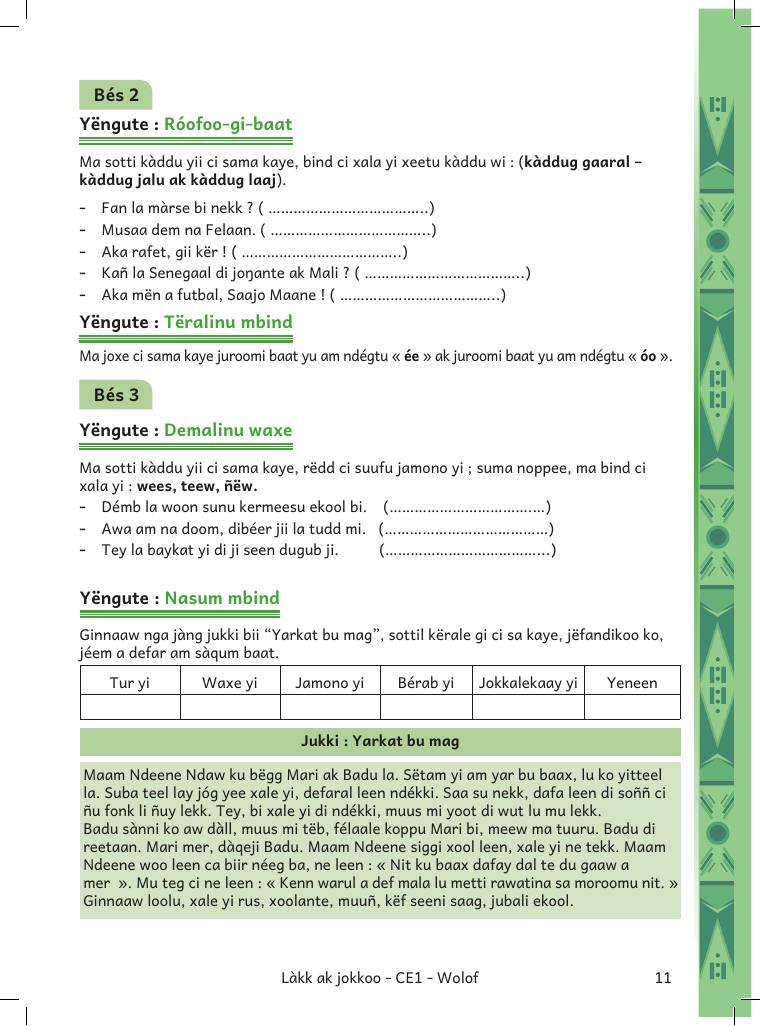 Bés 2
Yëngute : Róofoo-gi-baat
Ma sotti kàddu yii ci sama kaye, bind ci xala yi xeetu kàddu wi : (kàddug gaaral –
kàddug jalu ak kàddug laaj).
- Fan la màrse bi nekk ? ( ………………………………..)
- Musaa dem na Felaan. ( ………………………………..)
- Aka rafet, gii kër ! ( ………………………………..)
- Kañ la Senegaal di joŋante ak Mali ? ( ………………………………..)
- Aka mën a futbal, Saajo Maane ! ( ………………………………..)
Yëngute : Tëralinu mbind
Ma joxe ci sama kaye juroomi baat yu am ndégtu « ée » ak juroomi baat yu am ndégtu « óo ».
Bés 3
Yëngute : Demalinu waxe
Ma sotti kàddu yii ci sama kaye, rëdd ci suufu jamono yi ; suma noppee, ma bind ci
xala yi : wees, teew, ñëw.
- Démb la woon sunu kermeesu ekool bi. (…………………………….…)
- Awa am na doom, dibéer jii la tudd mi. (…………………………………)
- Tey la baykat yi di ji seen dugub ji. (………………………………...)
Yëngute : Nasum mbind
Ginnaaw nga jàng jukki bii “Yarkat bu mag”, sottil kërale gi ci sa kaye, jëfandikoo ko,
jéem a defar am sàqum baat.
Tur yi Waxe yi Jamono yi Bérab yi Jokkalekaay yi Yeneen
Jukki : Yarkat bu mag
Maam Ndeene Ndaw ku bëgg Mari ak Badu la. Sëtam yi am yar bu baax, lu ko yitteel
la. Suba teel lay jóg yee xale yi, defaral leen ndékki. Saa su nekk, dafa leen di soññ ci
ñu fonk li ñuy lekk. Tey, bi xale yi di ndékki, muus mi yoot di wut lu mu lekk.
Badu sànni ko aw dàll, muus mi tëb, félaale koppu Mari bi, meew ma tuuru. Badu di
reetaan. Mari mer, dàqeji Badu. Maam Ndeene siggi xool leen, xale yi ne tekk. Maam
Ndeene woo leen ca biir néeg ba, ne leen : « Nit ku baax dafay dal te du gaaw a
mer ». Mu teg ci ne leen : « Kenn warul a def mala lu metti rawatina sa moroomu nit. »
Ginnaaw loolu, xale yi rus, xoolante, muuñ, këf seeni saag, jubali ekool.
Làkk ak jokkoo - CE1 - Wolof 11